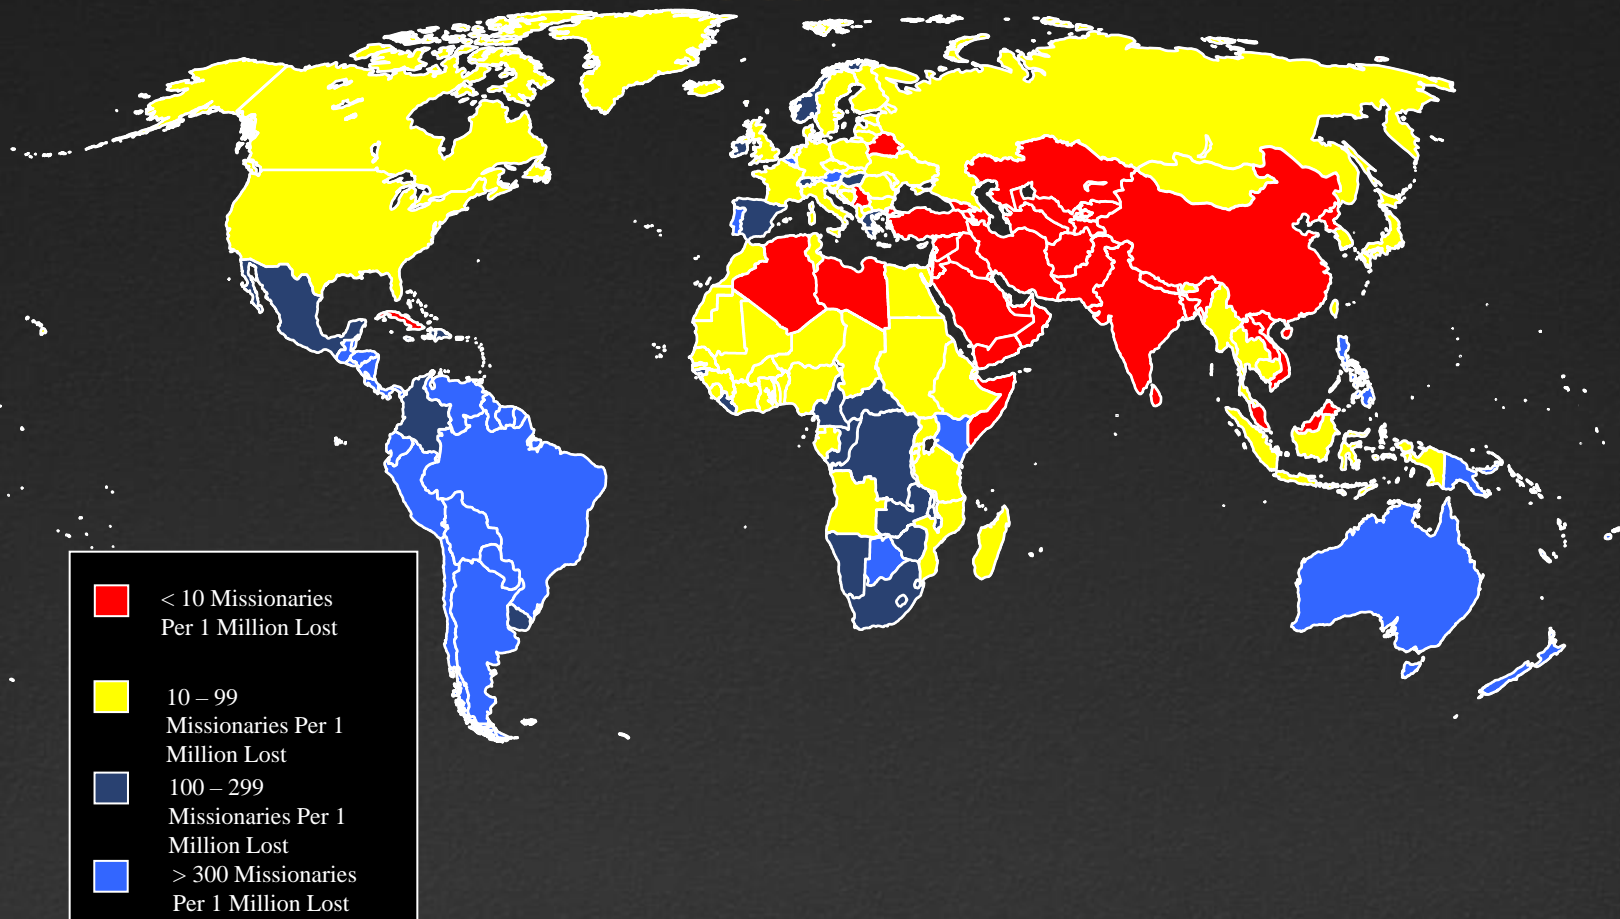 < 10 Missionaries
Per 1 Million Lost
10 – 99
Missionaries Per 1
Million Lost
100 – 299
Missionaries Per 1
Million Lost
> 300 Missionaries
Per 1 Million Lost